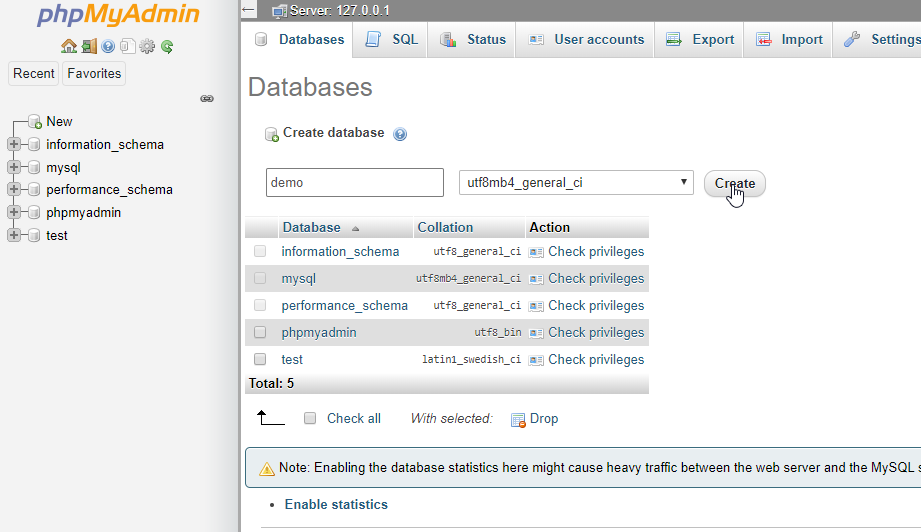 phpMyAdmin
Recent Favorites
New
information_schema
mysql
performance_schema
phpmyadmin
test
Server: 127.0.0.1
Databases SQL Status User accounts Export Import Settings
Databases
Create database
demo utf8mb4_general_ci Create
Database Collation Action
information_schema utf8_general_ci Check privileges
mysql utf8mb4_general_ci Check privileges
performance_schema utf8_general_ci Check privileges
phpmyadmin utf8_bin Check privileges
test latin1_swedish_ci Check privileges
Total: 5
Check all With selected: Drop
Note: Enabling the database statistics here might cause heavy traffic between the web server and the MySQL s
Enable statistics